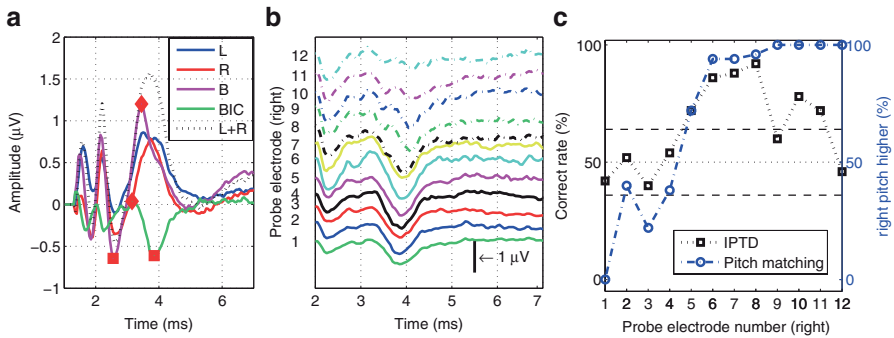 a
b
c
2
1.5
1
0.5
0
−0.5
−1
Amplitude (µV)
L
R
B
BIC
L+R
2
4
6
Time (ms)
Probe electrode (right)
12
11
10
9
8
7
6
5
4
3
2
1
← 1 µV
2
3
4
5
6
7
Time (ms)
100
50
0
Correct rate (%)
100
50
0
right pitch higher (%)
IPTD
Pitch matching
1 2 3 4 5 6 7 8 9 10 11 12
Probe electrode number (right)